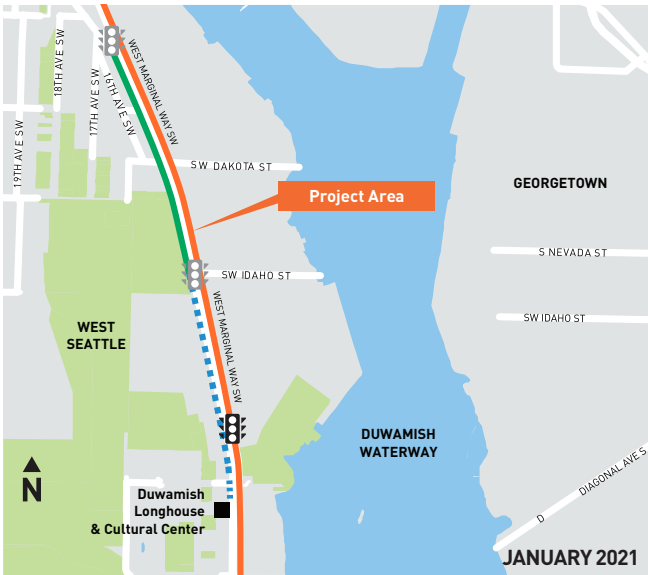 18TH AVE SW
17TH AVE SW
16TH AVE SW
19TH AVE SW
WEST MARGINAL WAY SW
SW DAKOTA ST
Project Area
GEORGETOWN
S NEVADA ST
SW IDAHO ST
SW IDAHO ST
WEST
SEATTLE
WEST MARGINAL WAY SW
DUWAMISH
WATERWAY
N
Duwamish
Longhouse
& Cultural Center
D
DIAGONAL AVE S
JANUARY 2021